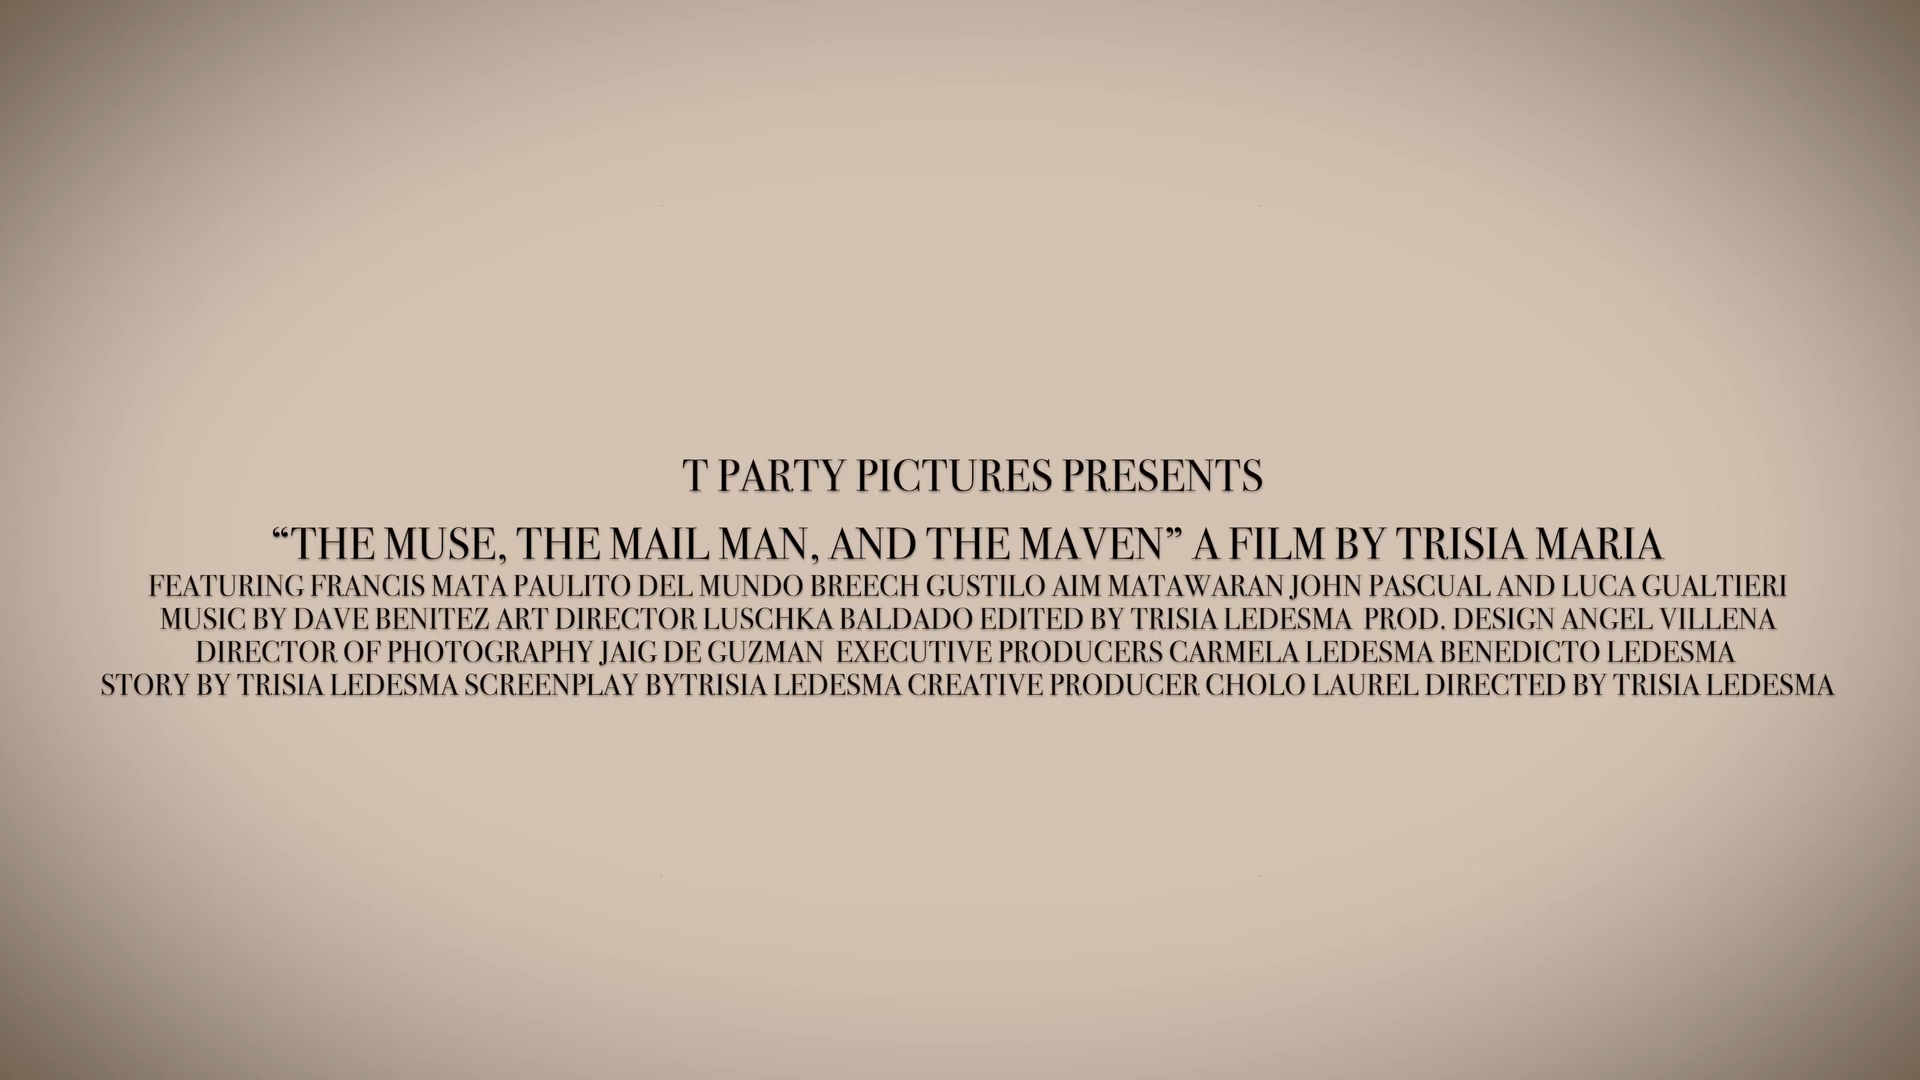 T PARTY PICTURES PRESENTS
“THE MUSE, THE MAIL MAN, AND THE MAVEN” A FILM BY TRISIA MARIA
FEATURING FRANCIS MATA PAULITO DEL MUNDO BREECH GUSTILO AIM MATAWARAN JOHN PASCUAL AND LUCA GUALTIERI
MUSIC BY DAVE BENITEZ ART DIRECTOR LUSCHKA BALDADO EDITED BY TRISIA LEDESMA  PROD. DESIGN ANGEL VILLENA
DIRECTOR OF PHOTOGRAPHY JAIG DE GUZMAN  EXECUTIVE PRODUCERS CARMELA LEDESMA BENEDICTO LEDESMA
STORY BY TRISIA LEDESMA SCREENPLAY BYTRISIA LEDESMA CREATIVE PRODUCER CHOLO LAUREL DIRECTED BY TRISIA LEDESMA